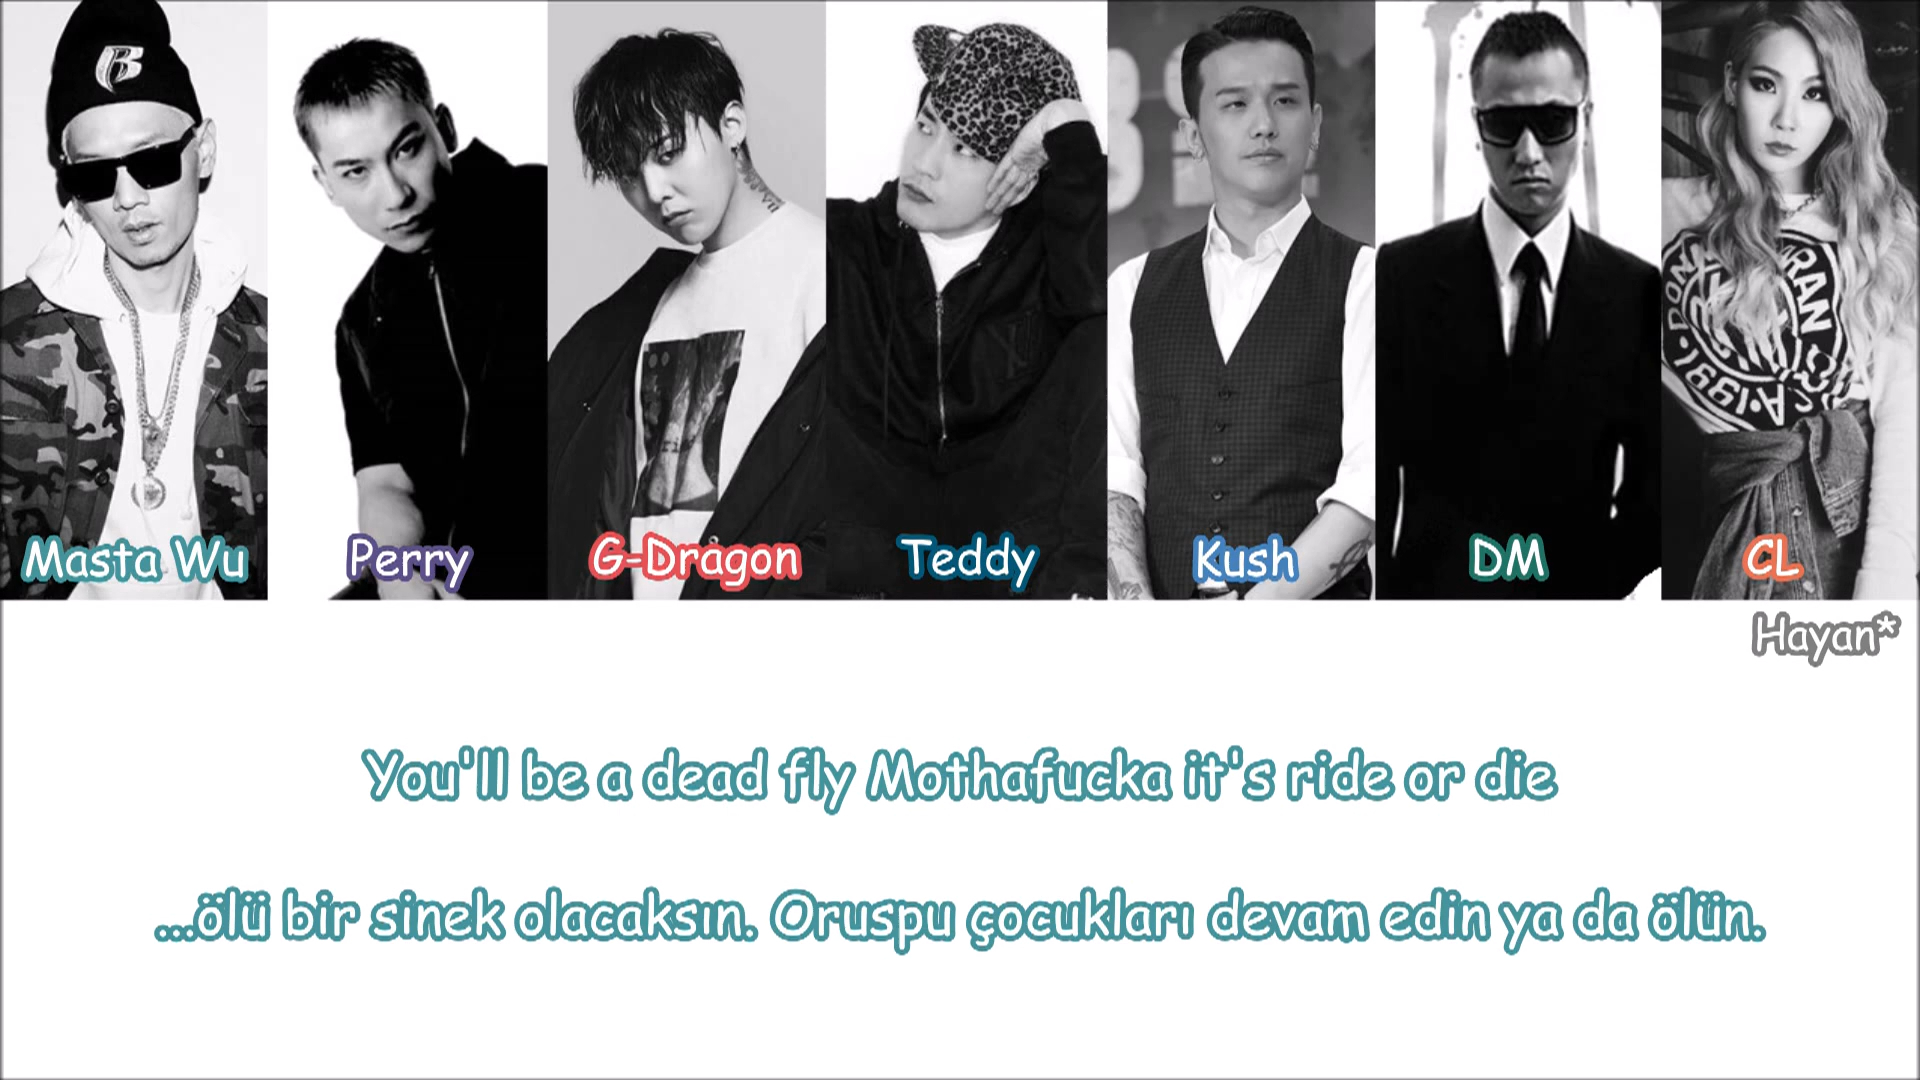 Masta Wu
Perry
G-Dragon
Teddy
Kush
DM
CL
Hayan*
You'll be a dead fly Mothafucka it's ride or die
...ölü bir sinek olacaksın. Oruspu çocukları devam edin ya da ölün.